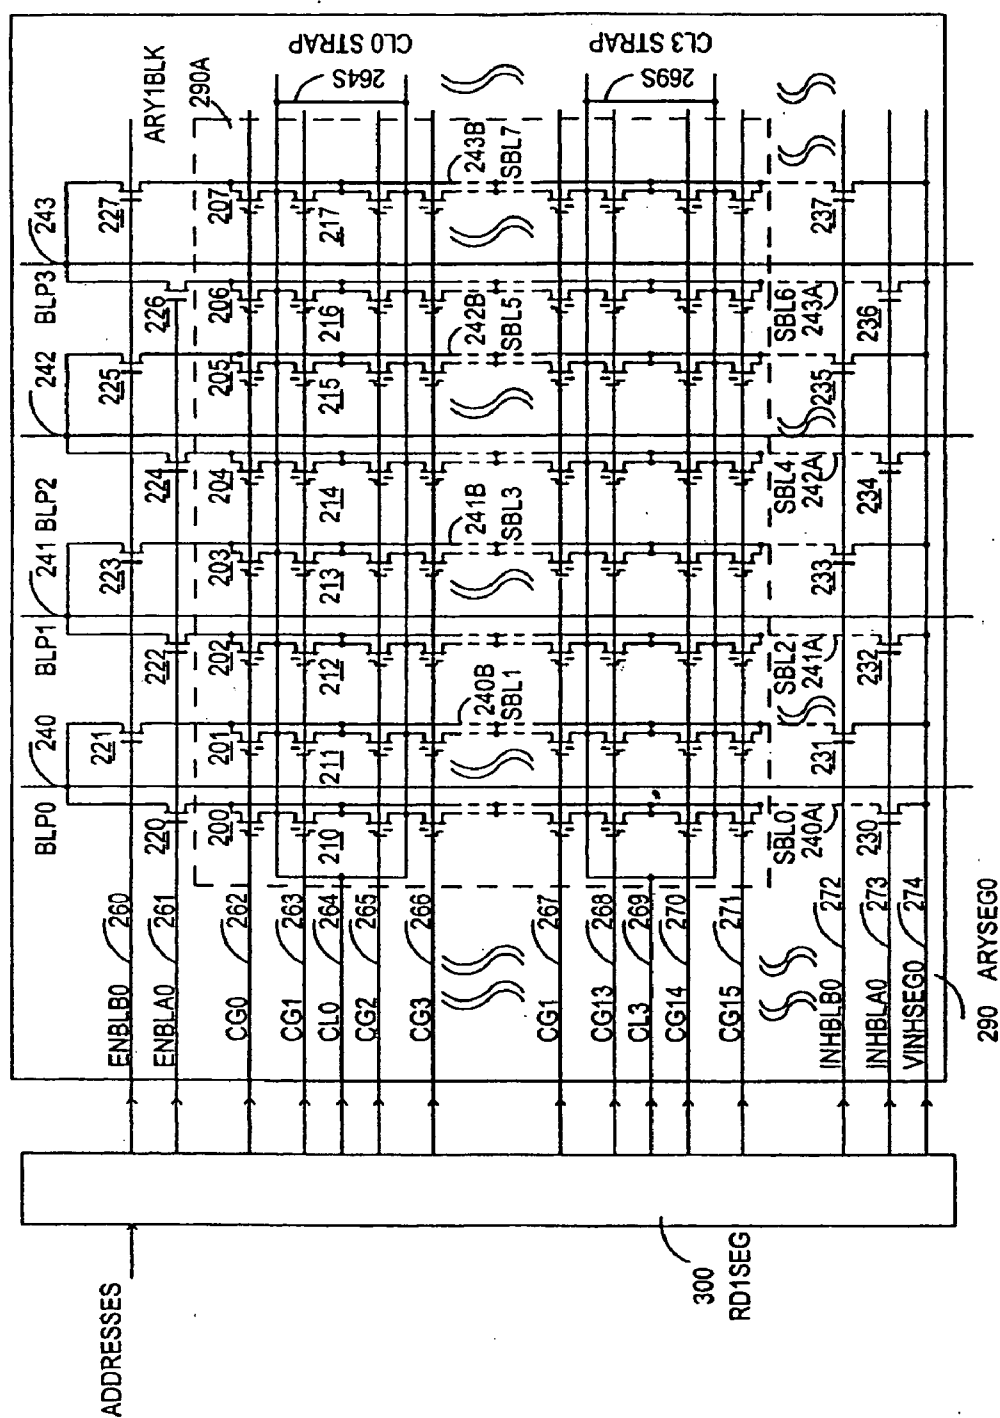 BLP0
240
BLP1
241
BLP2
242
BLP3
243
ADDRESSES
ENBLB0
260
221
223
225
227
ARY1BLK
ENBLA0
261
220
222
224
226
290A
CG0
262
200
201
202
203
204
205
206
207
CG1
263
CL0
264
210
211
212
213
214
215
216
217
264S
CL0 STRAP
CG2
265
CG3
266
240B
SBL1
241B
SBL3
242B
SBL5
243B
SBL7
CG1
267
CG13
268
CL3
269
269S
CL3 STRAP
CG14
270
CG15
271
300
RD1SEG
SBL0
240A
SBL2
241A
SBL4
242A
SBL6
243A
INHBLB0
272
231
233
235
237
INHBLA0
273
230
232
234
236
VINHSEG0
274
290
ARYSEG0